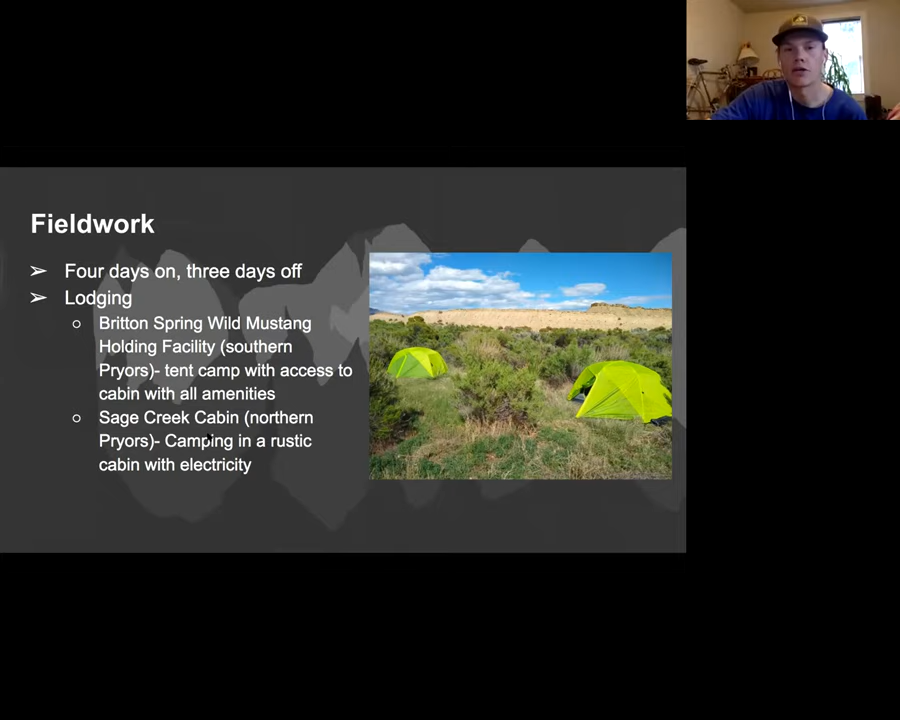 Fieldwork
➢ Four days on, three days off
➢ Lodging
○ Britton Spring Wild Mustang
Holding Facility (southern
Pryors)- tent camp with access to
cabin with all amenities
○ Sage Creek Cabin (northern
Pryors)- Camping in a rustic
cabin with electricity